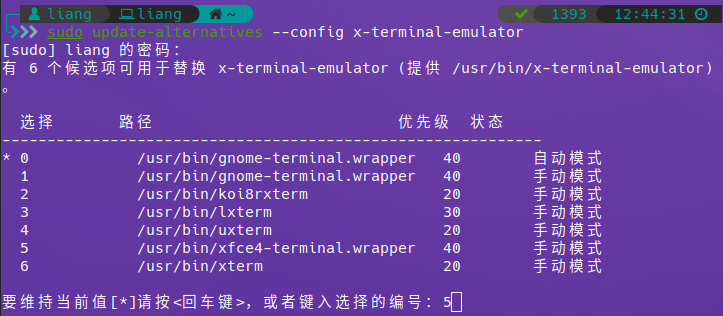 liang liang ~ 1393 12:44:31
sudo update-alternatives --config x-terminal-emulator
[sudo] liang 的密码：
有 6 个候选项可用于替换 x-terminal-emulator (提供 /usr/bin/x-terminal-emulator)
。
选择 路径 优先级 状态
------------------------------------------------------------
* 0 /usr/bin/gnome-terminal.wrapper 40 自动模式
1 /usr/bin/gnome-terminal.wrapper 40 手动模式
2 /usr/bin/koi8rxterm 20 手动模式
3 /usr/bin/lxterm 30 手动模式
4 /usr/bin/uxterm 20 手动模式
5 /usr/bin/xfce4-terminal.wrapper 40 手动模式
6 /usr/bin/xterm 20 手动模式
要维持当前值[*]请按<回车键>，或者键入选择的编号：5